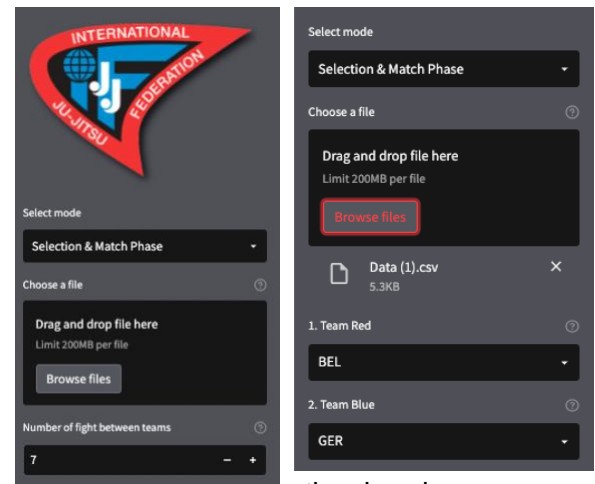 INTERNATIONAL
JU-JITSU
FEDERATION
JJIF
Select mode
Selection & Match Phase
Choose a file
Drag and drop file here
Limit 200MB per file
Browse files
Number of fight between teams
7
Select mode
Selection & Match Phase
Choose a file
Drag and drop file here
Limit 200MB per file
Browse files
Data (1).csv
5.3KB
1. Team Red
BEL
2. Team Blue
GER